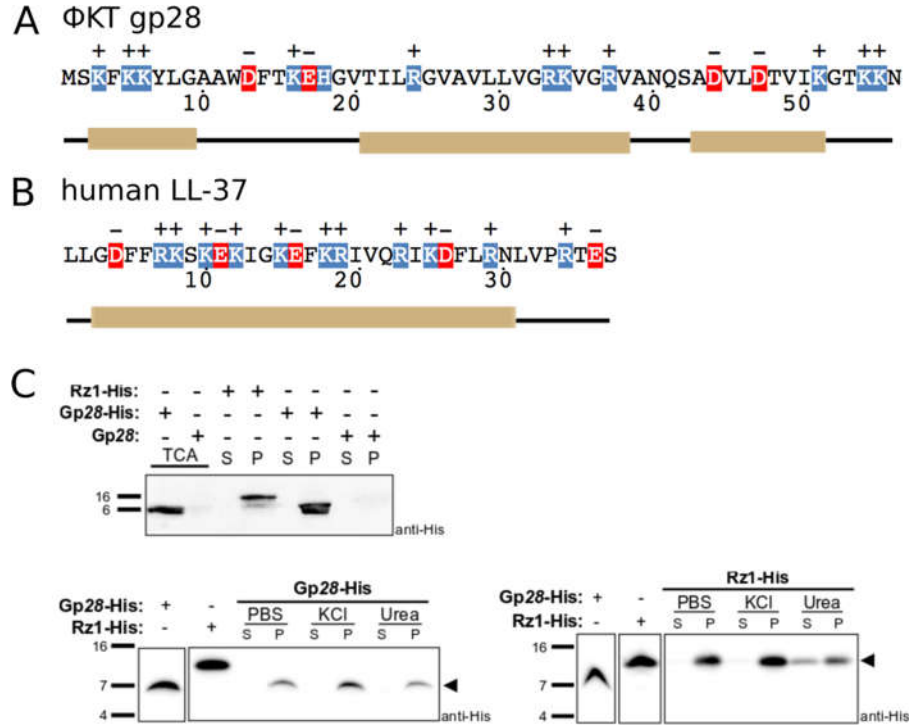 A ΦKT gp28
+ ++ − +− + ++ + − − + ++
MSKFKKYLGAAWDFTKEHGVTILRGVAVLLVGRKVGRVANQSADVLDTVIKGTKKN
10 20 30 40 50
B human LL-37
− ++ +−+ +− ++ + +− + + −
LLGDFFRKSKEKIGKEFKRIVQRIKDFLRNLVPRTES
10 20 30
C
Rz1-His: - - + + - - - -
Gp28-His: + - - - + + - -
Gp28: - + - - - - + +
TCA S P S P S P
16
6
anti-His
Gp28-His
Gp28-His: + -
Rz1-His: - +
PBS KCl Urea
S P S P S P
16
7
4
anti-His
Rz1-His
Gp28-His: + -
Rz1-His: - +
PBS KCl Urea
S P S P S P
16
7
4
anti-His